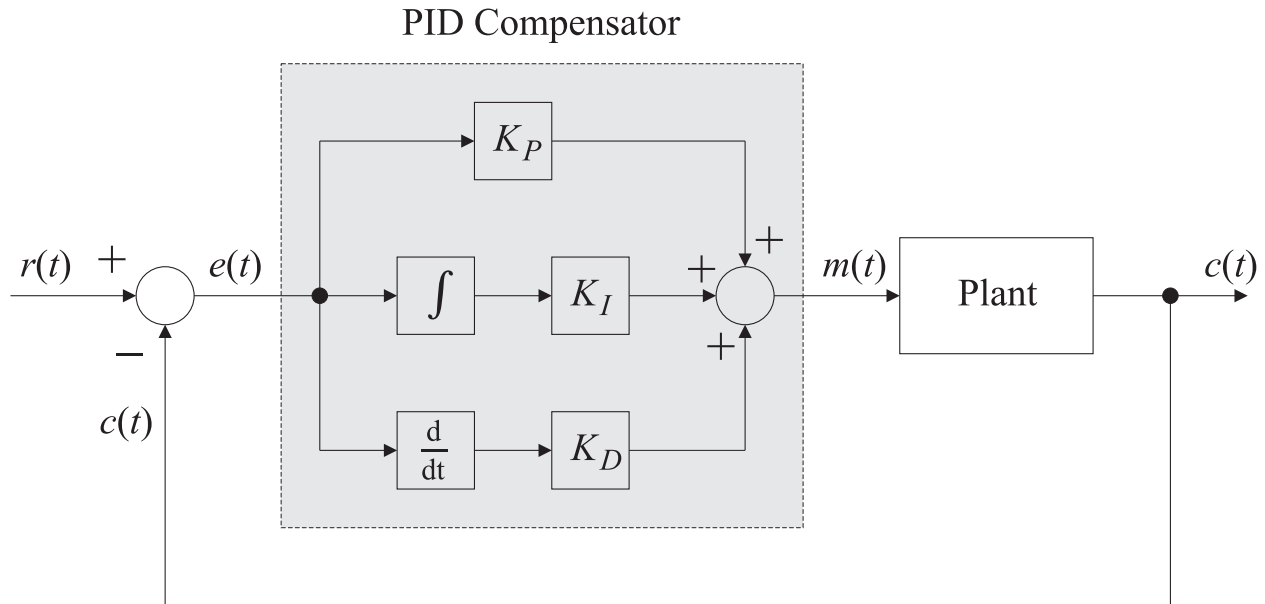 PID Compensator
K_P
r(t)
+
e(t)
∫
K_I
+
+
m(t)
Plant
c(t)
−
+
c(t)
d/dt
K_D